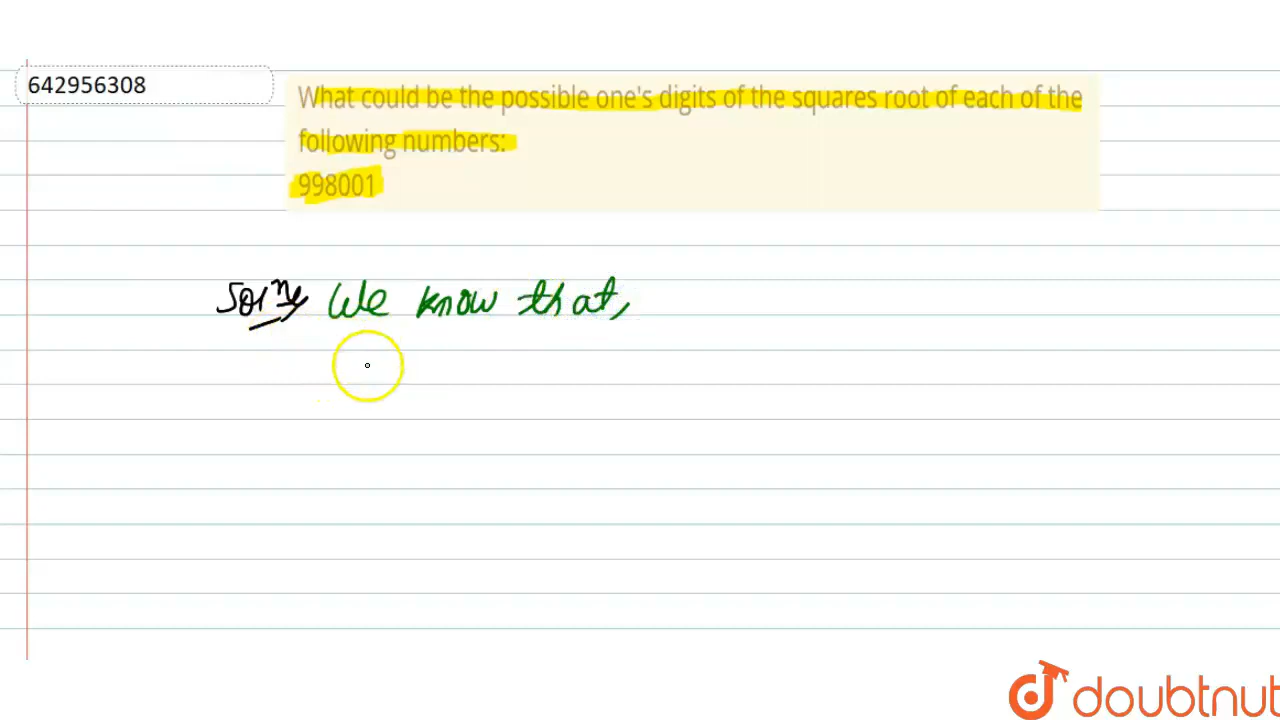 642956308
What could be the possible one's digits of the squares root of each of the
following numbers:
998001
We know that,
doubtnut